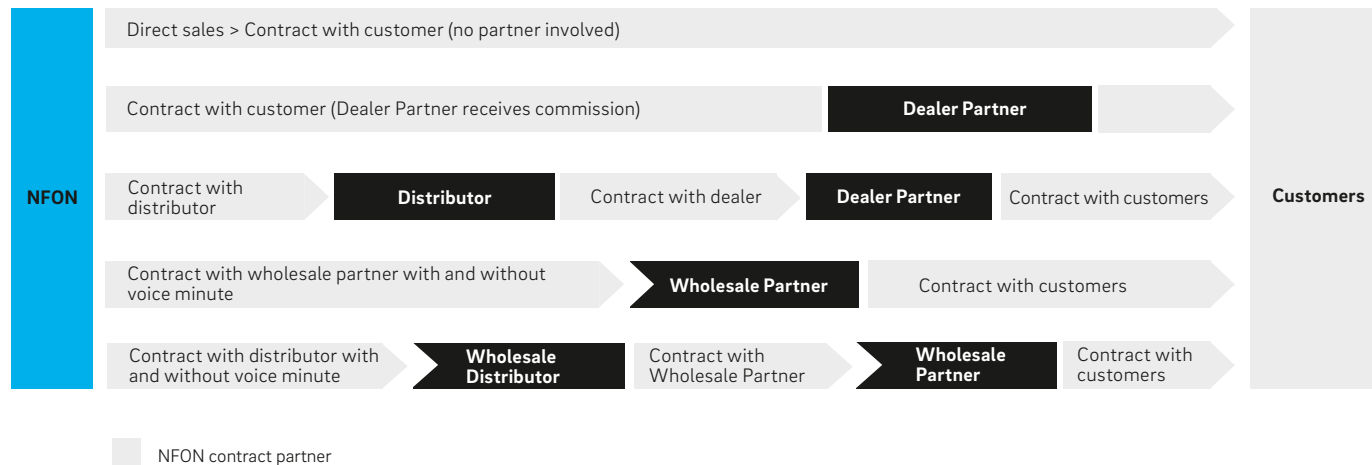 Direct sales > Contract with customer (no partner involved)
Contract with customer (Dealer Partner receives commission)
Dealer Partner
NFON
Contract with
distributor
Distributor
Contract with dealer
Dealer Partner
Contract with customers
Customers
Contract with wholesale partner with and without
voice minute
Wholesale Partner
Contract with customers
Contract with distributor with
and without voice minute
Wholesale
Distributor
Contract with
Wholesale Partner
Wholesale
Partner
Contract with
customers
NFON contract partner